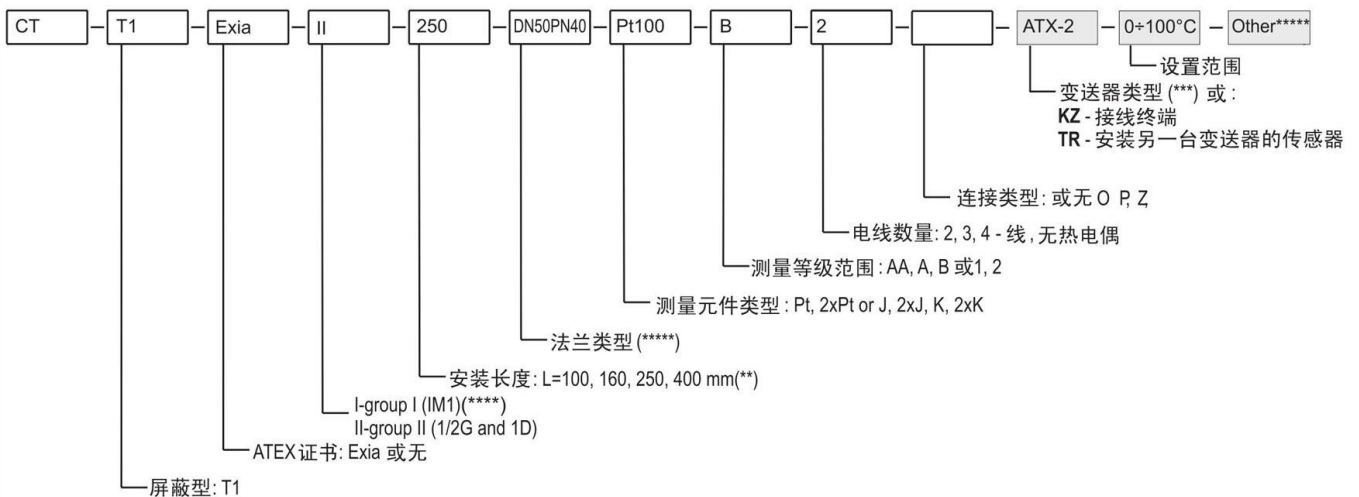 CT – T1 – Exia – II – 250 – DN50PN40 – Pt100 – B – 2 – – ATX-2 – 0÷100°C – Other*****
设置范围
变送器类型 (***) 或 :
KZ - 接线终端
TR - 安装另一台变送器的传感器
连接类型: 或无 O P, Z
电线数量: 2, 3, 4 - 线 , 无热电偶
测量等级范围 : AA, A, B 或1, 2
测量元件类型 : Pt, 2xPt or J, 2xJ, K, 2xK
法兰类型 (*****)
安装长度: L=100, 160, 250, 400 mm(**)
I-group I (IM1)(****)
II-group II (1/2G and 1D)
ATEX证书: Exia 或无
屏蔽型: T1